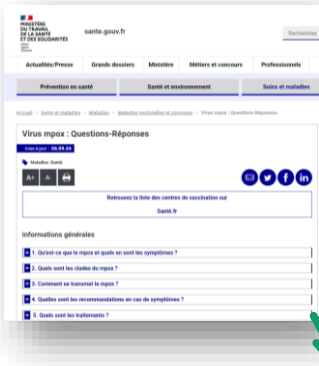 MINISTÈRE
DU TRAVAIL,
DE LA SANTÉ
ET DES SOLIDARITÉS
sante.gouv.fr
Rechercher
Actualités/Presse Grands dossiers Ministère Métiers et concours Professionnels
Prévention en santé Santé et environnement Soins et maladies
Accueil > Soins et maladies > Maladies > Maladies vectorielles et zoonoses > Virus mpox : Questions-Réponses
Virus mpox : Questions-Réponses
mise à jour : 06.09.24
Maladies Santé
A+ A-
Retrouvez la liste des centres de vaccination sur
Santé.fr
Informations générales
1. Qu'est-ce que le mpox et quels en sont les symptômes ?
2. Quels sont les clades du mpox ?
3. Comment se transmet le mpox ?
4. Quelles sont les recommandations en cas de symptômes ?
5. Quels sont les traitements ?